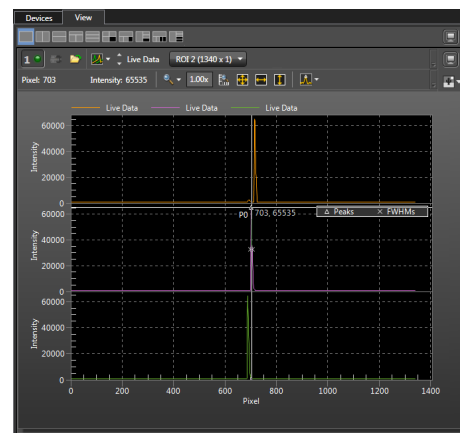 Devices View
1 Live Data ROI 2 (1340 x 1)
Pixel: 703 Intensity: 65535 1.00x
Live Data Live Data Live Data
60000
40000
20000
0
Intensity
P0 703, 65535 Peaks FWHMs
60000
40000
20000
0
Intensity
60000
40000
20000
0
Intensity
0 200 400 600 800 1000 1200 1400
Pixel